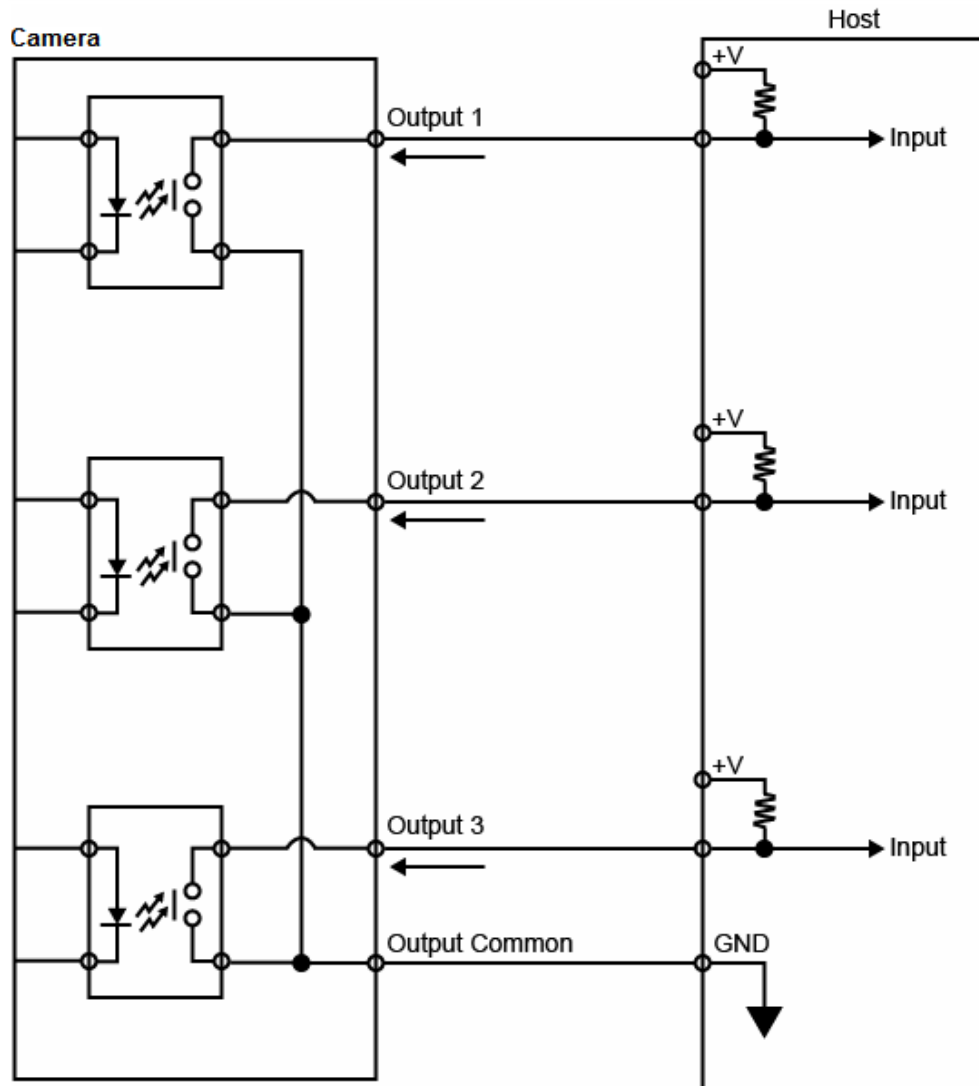 Host
Camera
+V
Output 1
Input
+V
Output 2
Input
+V
Output 3
Input
Output Common
GND